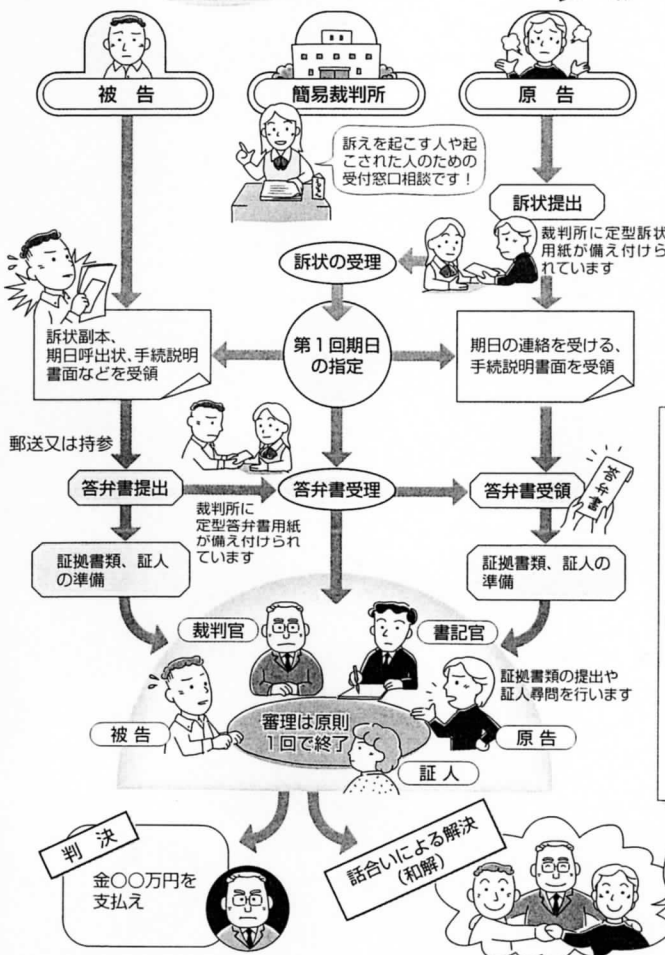 被告
簡易裁判所
原告
訴えを起こす人や起
こされた人のための
受付窓口相談です！
訴状提出
裁判所に定型訴状
用紙が備え付けら
れています
訴状の受理
訴状副本、
期日呼出状、手続説明
書面などを受領
第1回期日
の指定
期日の連絡を受ける、
手続説明書面を受領
郵送又は持参
答弁書提出
裁判所に
定型答弁書用紙
が備え付けられ
ています
答弁書受理
答弁書受領
答弁書
証拠書類、証人
の準備
証拠書類、証人の
準備
裁判官
書記官
証拠書類の提出や
証人尋問を行います
被告
審理は原則
1回で終了
原告
証人
判決
金〇〇万円を
支払え
話合いによる解決
(和解)